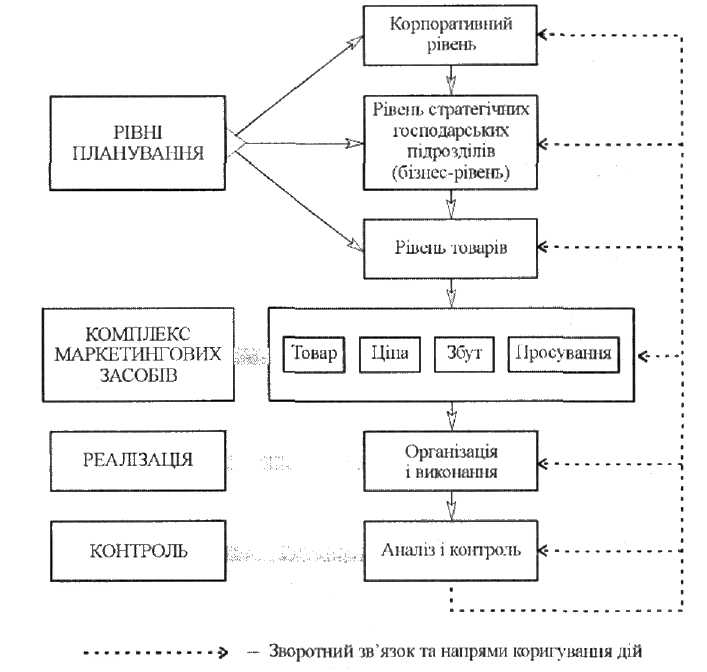 Корпоративний
рівень
РІВНІ
ПЛАНУВАННЯ
Рівень стратегічних
господарських
підрозділів
(бізнес-рівень)
Рівень товарів
КОМПЛЕКС
МАРКЕТИНГОВИХ
ЗАСОБІВ
Товар
Ціна
Збут
Просування
РЕАЛІЗАЦІЯ
Організація
і виконання
КОНТРОЛЬ
Аналіз і контроль
– Зворотний зв’язок та напрями коригування дій